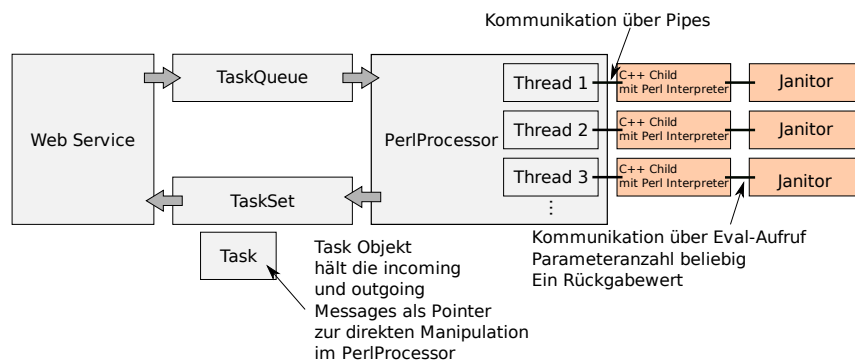 Kommunikation über Pipes
TaskQueue
Web Service
PerlProcessor
Thread 1
C++ Child
mit Perl Interpreter
Janitor
Thread 2
C++ Child
mit Perl Interpreter
Janitor
Thread 3
C++ Child
mit Perl Interpreter
Janitor
⋮
TaskSet
Task
Task Objekt
hält die incoming
und outgoing
Messages als Pointer
zur direkten Manipulation
im PerlProcessor
Kommunikation über Eval-Aufruf
Parameteranzahl beliebig
Ein Rückgabewert